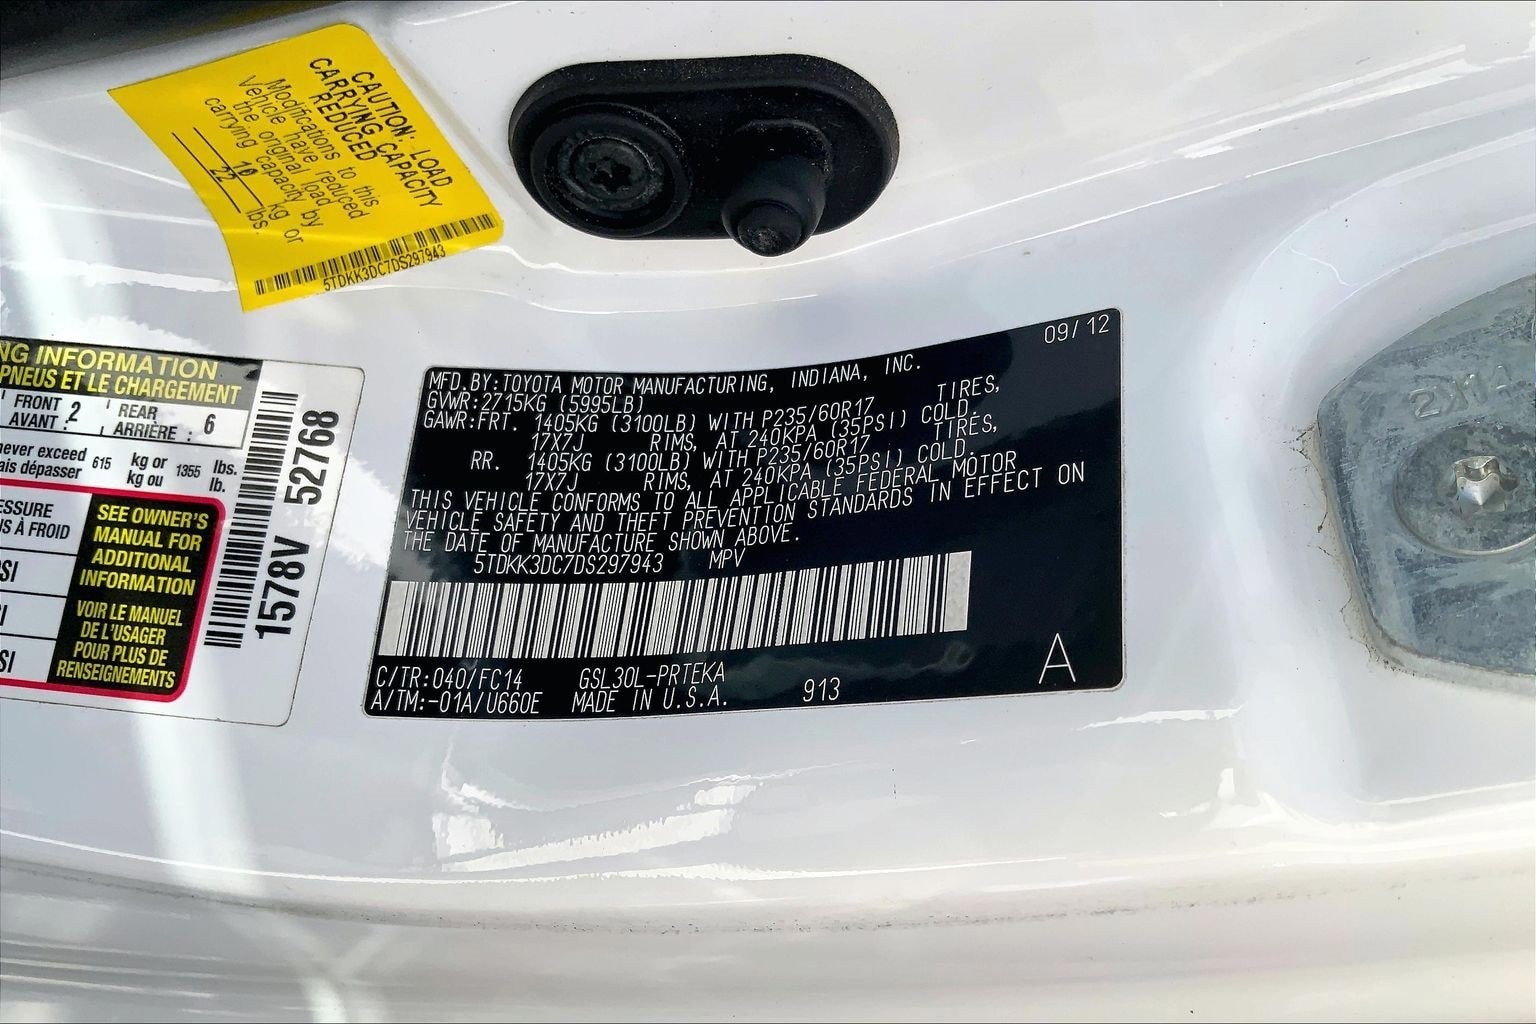 CAUTION: LOAD
CARRYING CAPACITY
REDUCED
Modifications to this
vehicle have reduced
the original load
carrying capacity by
10 kg or
22 lbs.
5TDKK3DC7DS297943
NG INFORMATION
PNEUS ET LE CHARGEMENT
FRONT 2 REAR 6
AVANT: ARRIÈRE :
never exceed 615 kg or 1355 lbs.
ais dépasser kg ou lb.
ESSURE
S À FROID
SI
I
SI
SEE OWNER'S
MANUAL FOR
ADDITIONAL
INFORMATION
VOIR LE MANUEL
DE L'USAGER
POUR PLUS DE
RENSEIGNEMENTS
1578V 52768
09/12
MFD.BY:TOYOTA MOTOR MANUFACTURING, INDIANA, INC.
GVWR:2715KG (5995LB)
GAWR:FRT. 1405KG (3100LB) WITH P235/60R17 TIRES,
17X7J RIMS, AT 240KPA (35PSI) COLD.
RR. 1405KG (3100LB) WITH P235/60R17 TIRES,
17X7J RIMS, AT 240KPA (35PSI) COLD.
THIS VEHICLE CONFORMS TO ALL APPLICABLE FEDERAL MOTOR
VEHICLE SAFETY AND THEFT PREVENTION STANDARDS IN EFFECT ON
THE DATE OF MANUFACTURE SHOWN ABOVE.
5TDKK3DC7DS297943 MPV
C/TR:040/FC14 GSL30L-PRTEKA
A/TM:-01A/U660E MADE IN U.S.A. 913
A